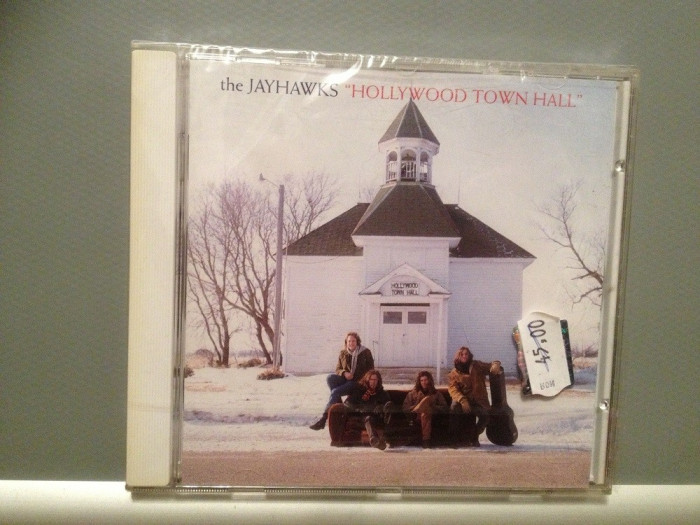 the JAYHAWKS “HOLLYWOOD TOWN HALL”
HOLLYWOOD
TOWN HALL
45,00